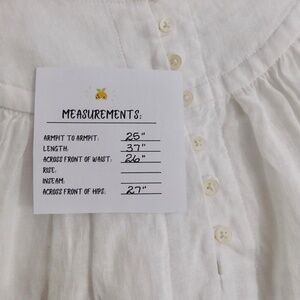 MEASUREMENTS:
ARMPIT TO ARMPIT: 25"
LENGTH: 37"
ACROSS FRONT OF WAIST: 26"
RISE:
INSEAM:
ACROSS FRONT OF HIPS: 27"